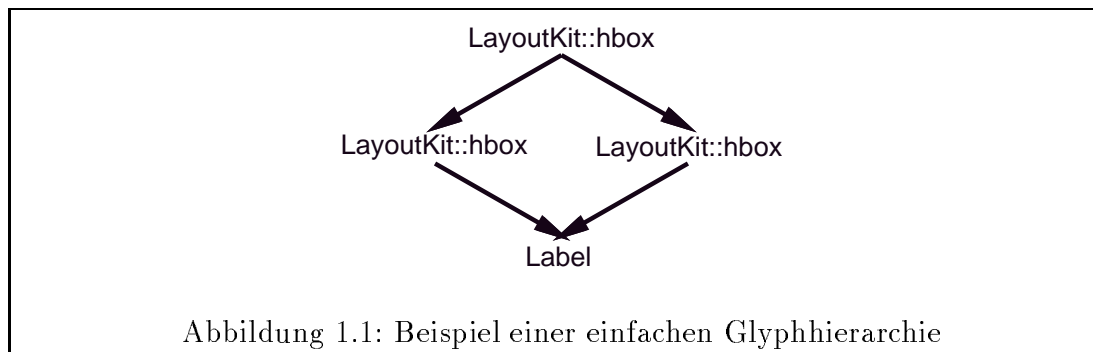 LayoutKit::hbox
LayoutKit::hbox LayoutKit::hbox
Label
Abbildung 1.1: Beispiel einer einfachen Glyphhierarchie